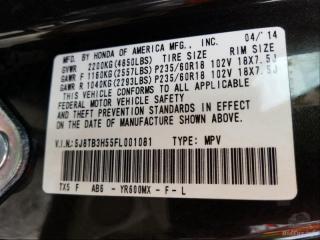 MFD. BY HONDA OF AMERICA MFG., INC. 04/'14
GVWR 2200KG (4850LBS) TIRE SIZE RIM SIZE
GAWR F 1160KG (2557LBS) P235/60R18 102V 18X7.5J
GAWR R 1040KG (2293LBS) P235/60R18 102V 18X7.5J
THIS VEHICLE CONFORMS TO ALL APPLICABLE
FEDERAL MOTOR VEHICLE SAFETY AND THEFT
PREVENTION STANDARDS IN EFFECT ON THE
DATE OF MANUFACTURE SHOWN ABOVE.
V.I.N.:5J8TB3H55FL001081 TYPE: MPV
TX5 F AB6 - YR600MX - F - L